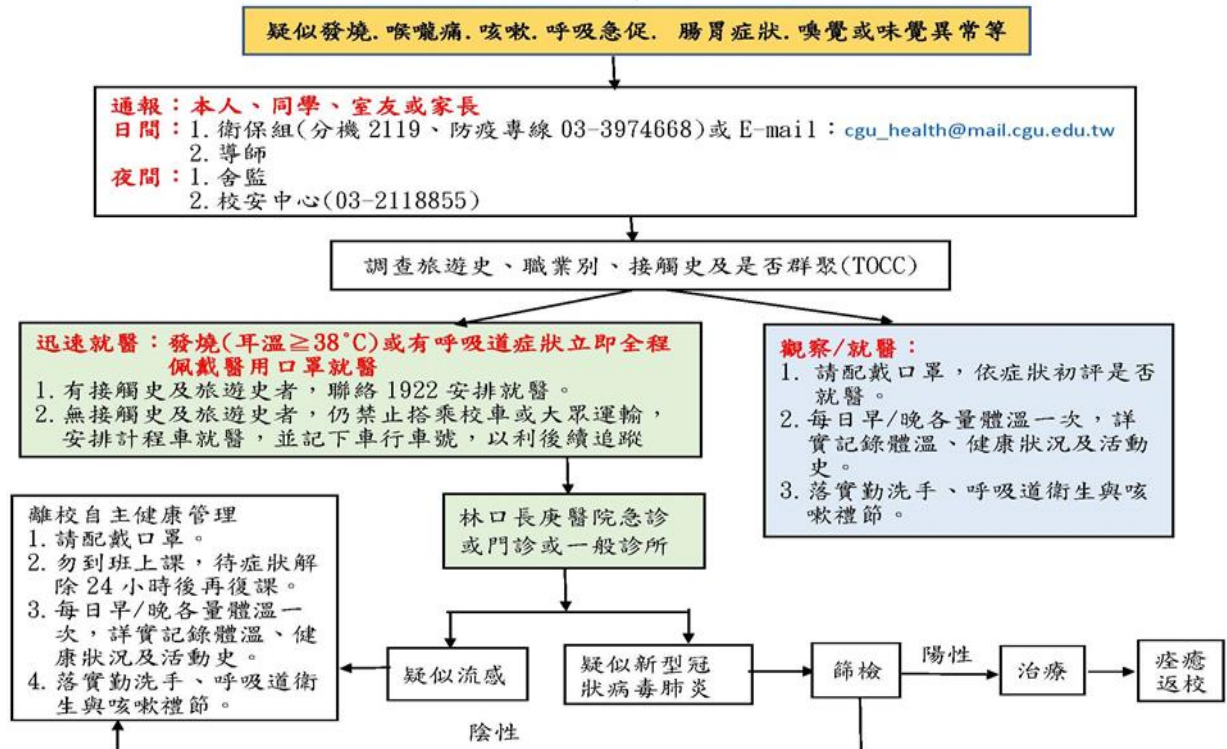 疑似發燒.喉嚨痛.咳嗽.呼吸急促. 腸胃症狀.嗅覺或味覺異常等
通報：本人、同學、室友或家長
日間：1.衛保組(分機 2119、防疫專線 03-3974668)或 E-mail：cgu_health@mail.cgu.edu.tw
2.導師
夜間：1.舍監
2.校安中心(03-2118855)
調查旅遊史、職業別、接觸史及是否群聚(TOCC)
迅速就醫：發燒(耳溫≧38°C)或有呼吸道症狀立即全程
佩戴醫用口罩就醫
1. 有接觸史及旅遊史者，聯絡 1922 安排就醫。
2. 無接觸史及旅遊史者，仍禁止搭乘校車或大眾運輸，
安排計程車就醫，並記下車行車號，以利後續追蹤
觀察/就醫：
1. 請配戴口罩，依症狀初評是否
就醫。
2. 每日早/晚各量體溫一次，詳
實記錄體溫、健康狀況及活動
史。
3. 落實勤洗手、呼吸道衛生與咳
嗽禮節。
林口長庚醫院急診
或門診或一般診所
離校自主健康管理
1. 請配戴口罩。
2. 勿到班上課，待症狀解
除 24 小時後再復課。
3. 每日早/晚各量體溫一
次，詳實記錄體溫、健
康狀況及活動史。
4. 落實勤洗手、呼吸道衛
生與咳嗽禮節。
疑似流感
疑似新型冠
狀病毒肺炎
篩檢
陽性
治療
痊癒
返校
陰性